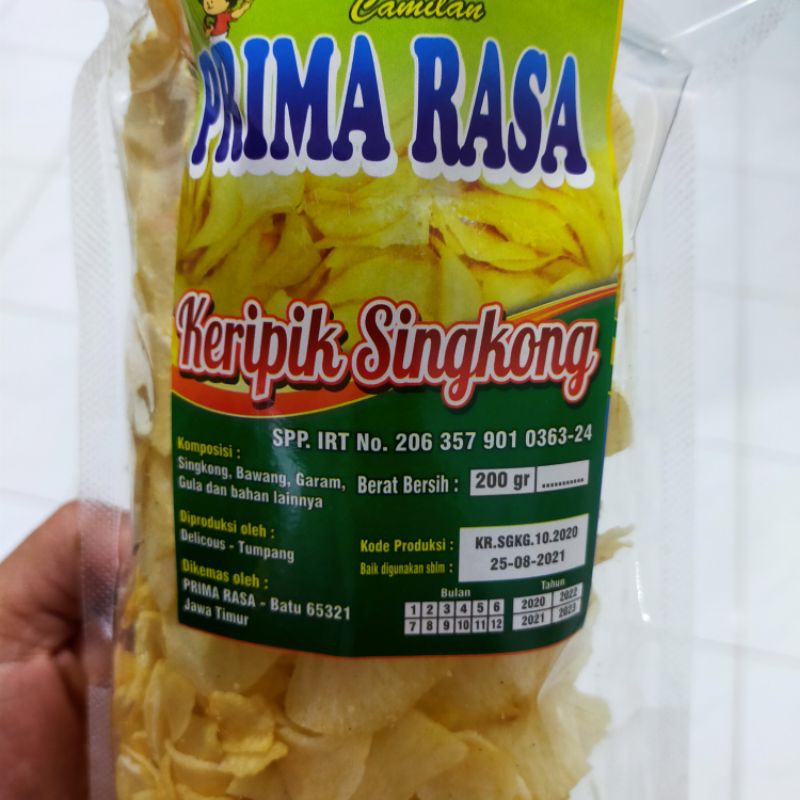 Camilan
PRIMA RASA
Keripik Singkong
SPP. IRT No. 206 357 901 0363-24
Komposisi :
Singkong, Bawang, Garam,
Gula dan bahan lainnya
Berat Bersih : 200 gr ...........
Diproduksi oleh :
Delicous - Tumpang
Dikemas oleh :
PRIMA RASA - Batu 65321
Jawa Timur
Kode Produksi : KR.SGKG.10.2020
Baik digunakan sblm : 25-08-2021
Bulan Tahun
1 2 3 4 5 6 2020 2022
7 8 9 10 11 12 2021 2023